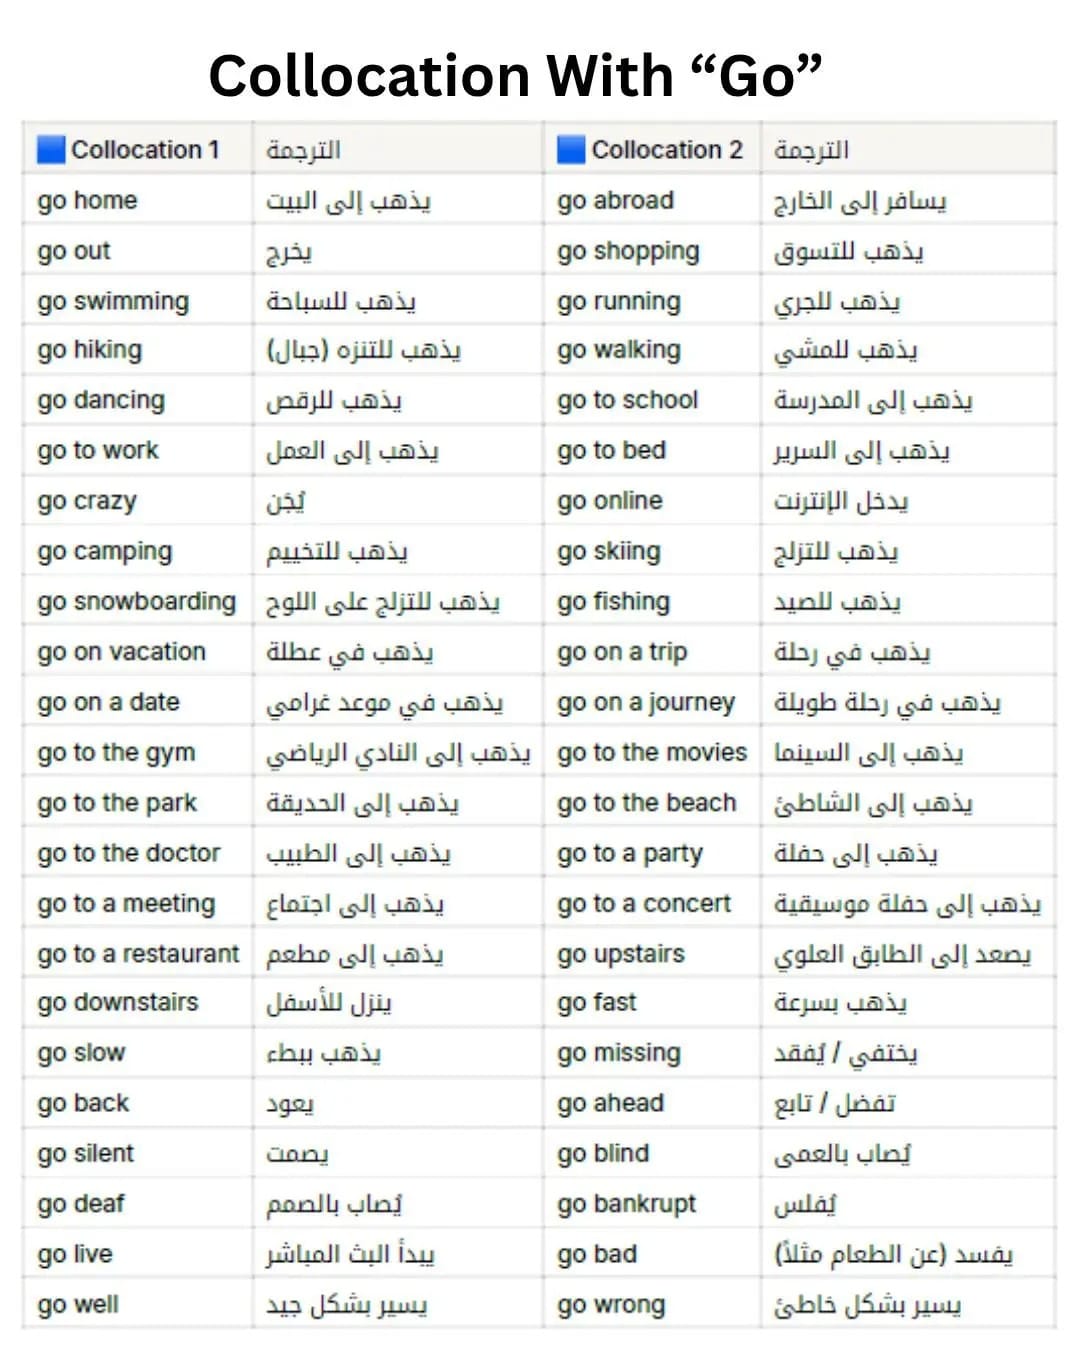 Collocation With “Go”
Collocation 1 الترجمة Collocation 2 الترجمة
go home يذهب إلى البيت go abroad يسافر إلى الخارج
go out يخرج go shopping يذهب للتسوق
go swimming يذهب للسباحة go running يذهب للجري
go hiking يذهب للتنزه (جبال) go walking يذهب للمشي
go dancing يذهب للرقص go to school يذهب إلى المدرسة
go to work يذهب إلى العمل go to bed يذهب إلى السرير
go crazy يُجَن go online يدخل الإنترنت
go camping يذهب للتخييم go skiing يذهب للتزلج
go snowboarding يذهب للتزلج على اللوح go fishing يذهب للصيد
go on vacation يذهب في عطلة go on a trip يذهب في رحلة
go on a date يذهب في موعد غرامي go on a journey يذهب في رحلة طويلة
go to the gym يذهب إلى النادي الرياضي go to the movies يذهب إلى السينما
go to the park يذهب إلى الحديقة go to the beach يذهب إلى الشاطئ
go to the doctor يذهب إلى الطبيب go to a party يذهب إلى حفلة
go to a meeting يذهب إلى اجتماع go to a concert يذهب إلى حفلة موسيقية
go to a restaurant يذهب إلى مطعم go upstairs يصعد إلى الطابق العلوي
go downstairs ينزل للأسفل go fast يذهب بسرعة
go slow يذهب ببطء go missing يختفي / يُفقد
go back يعود go ahead تفضل / تابع
go silent يصمت go blind يُصاب بالعمى
go deaf يُصاب بالصمم go bankrupt يُفلس
go live يبدأ البث المباشر go bad يفسد (عن الطعام مثلاً)
go well يسير بشكل جيد go wrong يسير بشكل خاطئ